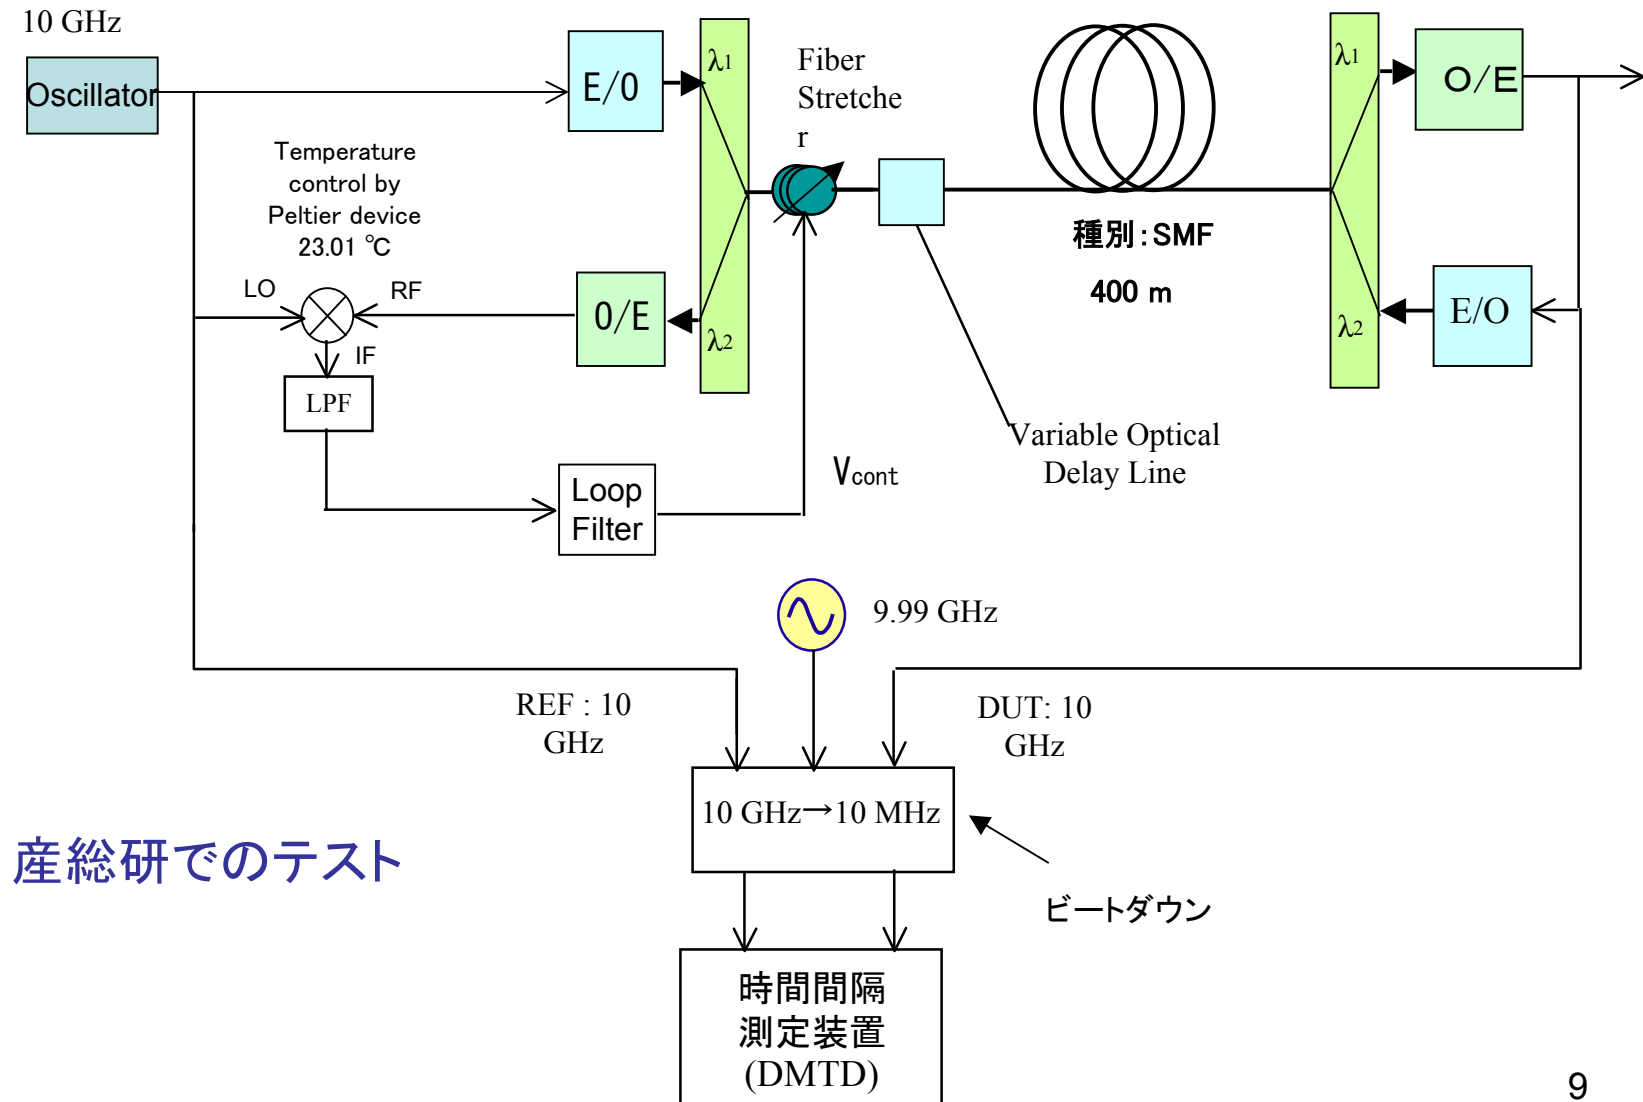 10 GHz
Oscillator
E/O
λ1
Fiber
Stretche
r
λ1
O/E
Temperature
control by
Peltier device
23.01 ℃
種別:SMF
400 m
LO
RF
O/E
λ2
λ2
E/O
IF
LPF
Variable Optical
Delay Line
Vcont
Loop
Filter
9.99 GHz
REF : 10
GHz
DUT: 10
GHz
10 GHz→10 MHz
産総研でのテスト
ビートダウン
時間間隔
測定装置
(DMTD)
9